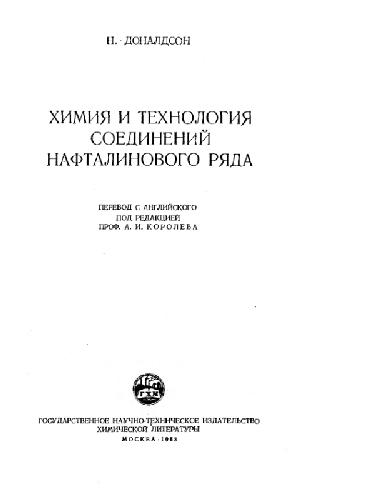 Н. ДОНАЛДСОН
ХИМИЯ И ТЕХНОЛОГИЯ
СОЕДИНЕНИЙ
НАФТАЛИНОВОГО РЯДА
ПЕРЕВОД С АНГЛИЙСКОГО
ПОД РЕДАКЦИЕЙ
ПРОФ. А. И. КОРОЛЕВА
ГХИ
ГОСУДАРСТВЕННОЕ НАУЧНО-ТЕХНИЧЕСКОЕ ИЗДАТЕЛЬСТВО
ХИМИЧЕСКОЙ ЛИТЕРАТУРЫ
МОСКВА · 1963